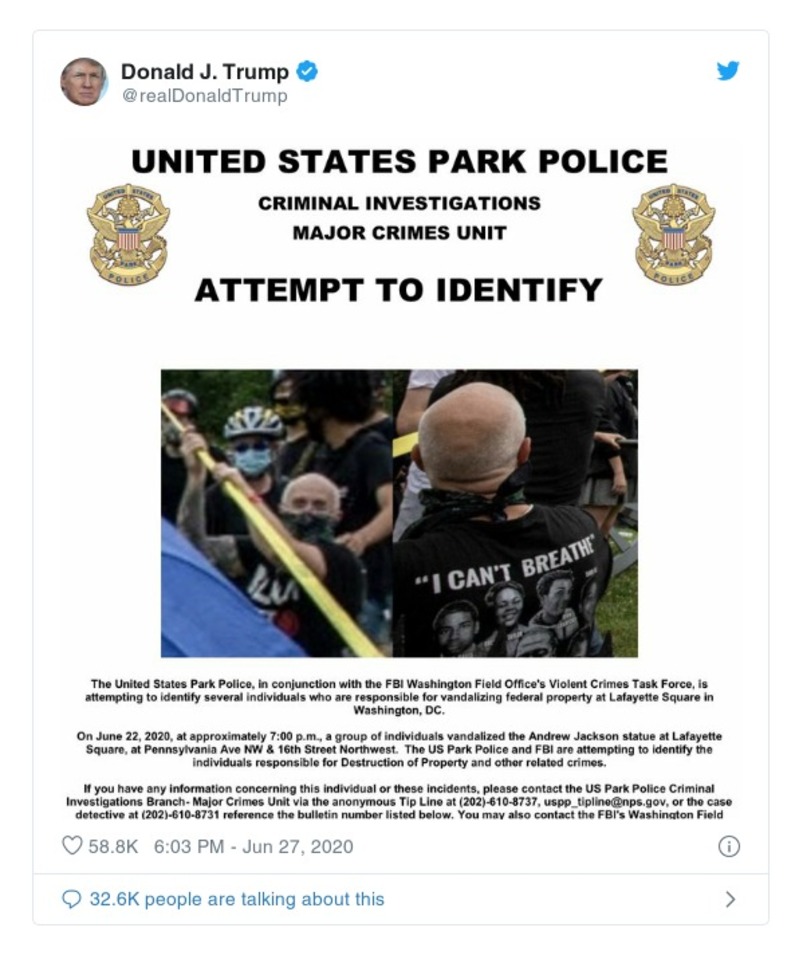 Donald J. Trump
@realDonaldTrump
UNITED STATES PARK POLICE
CRIMINAL INVESTIGATIONS
MAJOR CRIMES UNIT
ATTEMPT TO IDENTIFY
UNITED STATES
PARK
POLICE
UNITED STATES
PARK
POLICE
"I CAN'T BREATHE"
The United States Park Police, in conjunction with the FBI Washington Field Office's Violent Crimes Task Force, is
attempting to identify several individuals who are responsible for vandalizing federal property at Lafayette Square in
Washington, DC.
On June 22, 2020, at approximately 7:00 p.m., a group of individuals vandalized the Andrew Jackson statue at Lafayette
Square, at Pennsylvania Ave NW & 16th Street Northwest. The US Park Police and FBI are attempting to identify the
individuals responsible for Destruction of Property and other related crimes.
If you have any information concerning this individual or these incidents, please contact the US Park Police Criminal
Investigations Branch- Major Crimes Unit via the anonymous Tip Line at (202)-610-8737, uspp_tipline@nps.gov, or the case
detective at (202)-610-8731 reference the bulletin number listed below. You may also contact the FBI's Washington Field
58.8K 6:03 PM - Jun 27, 2020
32.6K people are talking about this